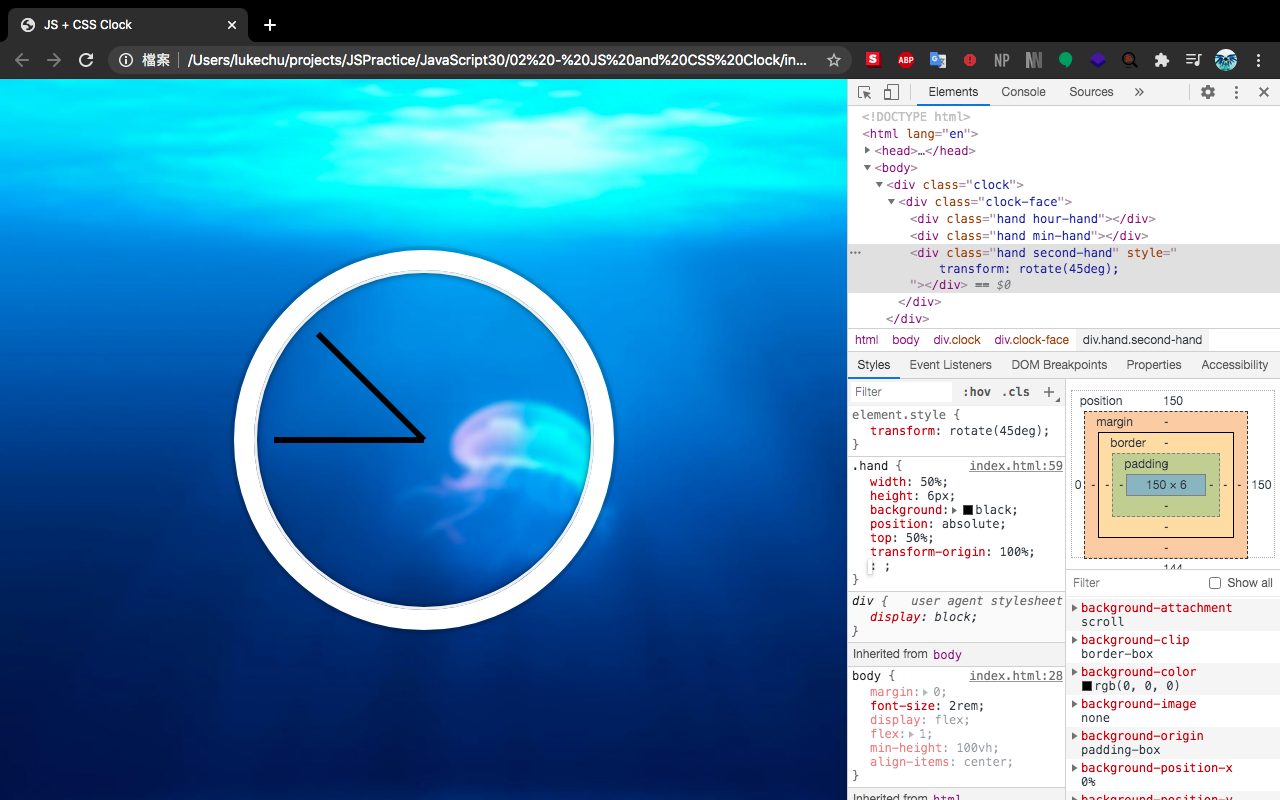 JS + CSS Clock
檔案 /Users/lukechu/projects/JSPractice/JavaScript30/02%20-%20JS%20and%20CSS%20Clock/in...
S ABP NP
Elements Console Sources »
<!DOCTYPE html>
<html lang="en">
<head>…</head>
<body>
<div class="clock">
<div class="clock-face">
<div class="hand hour-hand"></div>
<div class="hand min-hand"></div>
<div class="hand second-hand" style="
transform: rotate(45deg);
"></div> == $0
</div>
</div>
html body div.clock div.clock-face div.hand.second-hand
Styles Event Listeners DOM Breakpoints Properties Accessibility
Filter :hov .cls +
element.style {
transform: rotate(45deg);
}
.hand { index.html:59
width: 50%;
height: 6px;
background: black;
position: absolute;
top: 50%;
transform-origin: 100%;
: ;
}
div { user agent stylesheet
display: block;
}
Inherited from body
body { index.html:28
margin: 0;
font-size: 2rem;
display: flex;
flex: 1;
min-height: 100vh;
align-items: center;
}
Inherited from html
position 150
margin -
border -
padding -
0 - - - 150 × 6 - - - 150
-
-
-
144
Filter Show all
background-attachment
scroll
background-clip
border-box
background-color
rgb(0, 0, 0)
background-image
none
background-origin
padding-box
background-position-x
0%
background-position-y